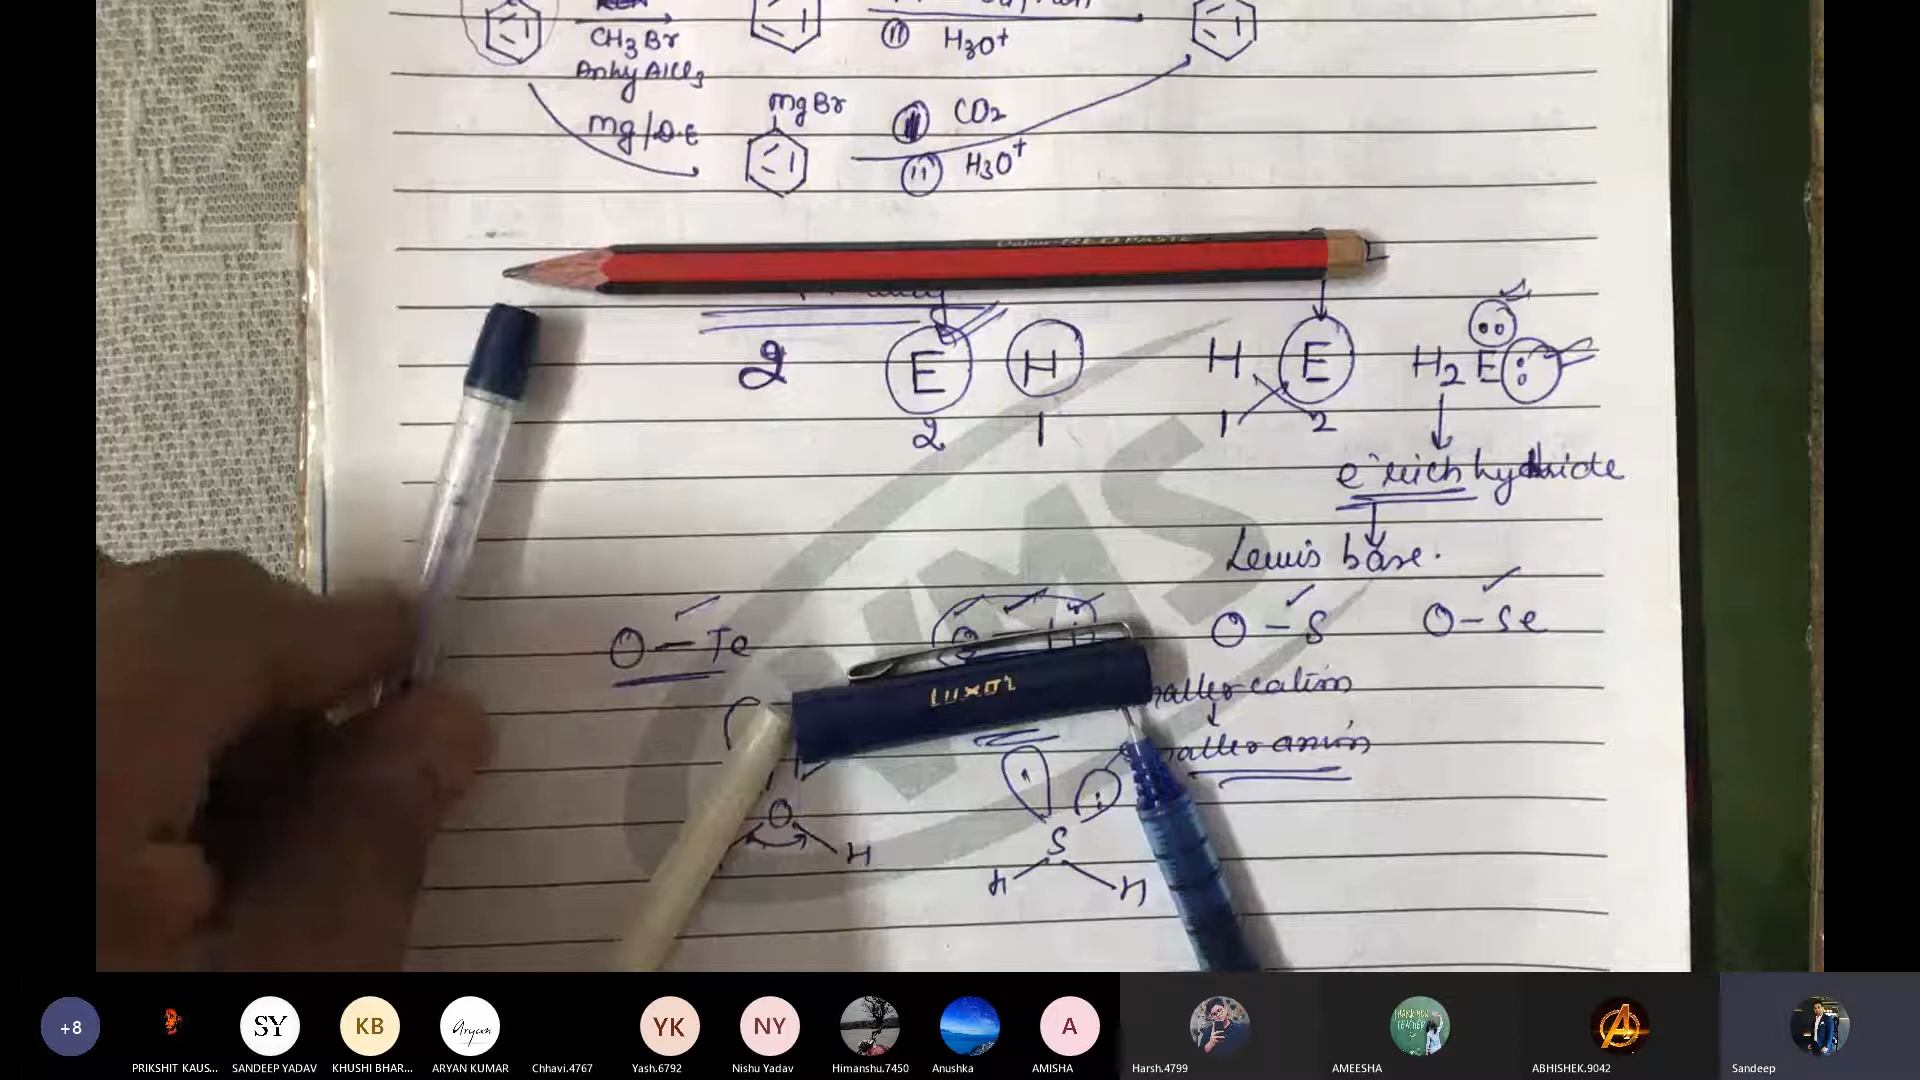 CH3Br H3O+
Anhy AlCl3
MgBr
Mg/D.E CO2
H3O+
2 E H H E H2E
2 1 1 2
e⁻ rich hydride
Lewis base.
O-Te O-S O-Se
LUXOR
cation
anion
O S
H H H
VMS
+8 SY KB YK NY A
PRIKSHIT KAUS... SANDEEP YADAV KHUSHI BHAR... ARYAN KUMAR Chhavi.4767 Yash.6792 Nishu Yadav Himanshu.7450 Anushka AMISHA Harsh.4799 AMEESHA ABHISHEK.9042 Sandeep